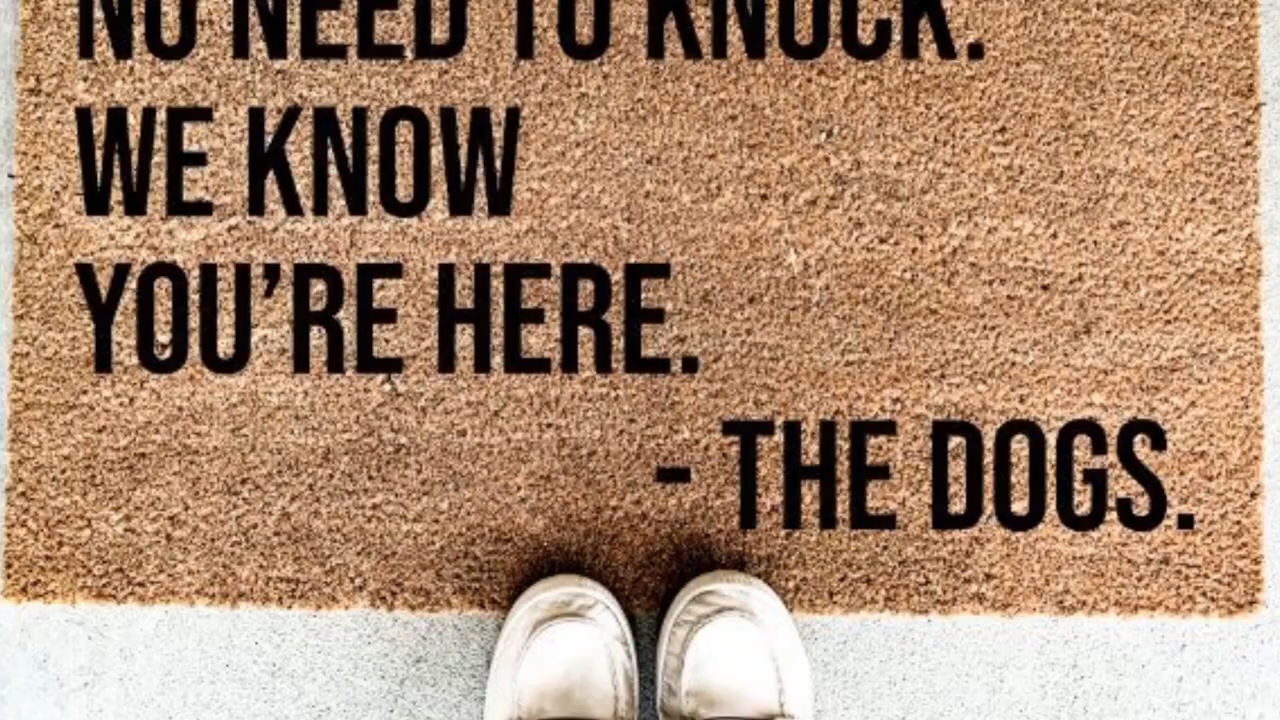 NO NEED TO KNOCK.
WE KNOW
YOU'RE HERE.
- THE DOGS.